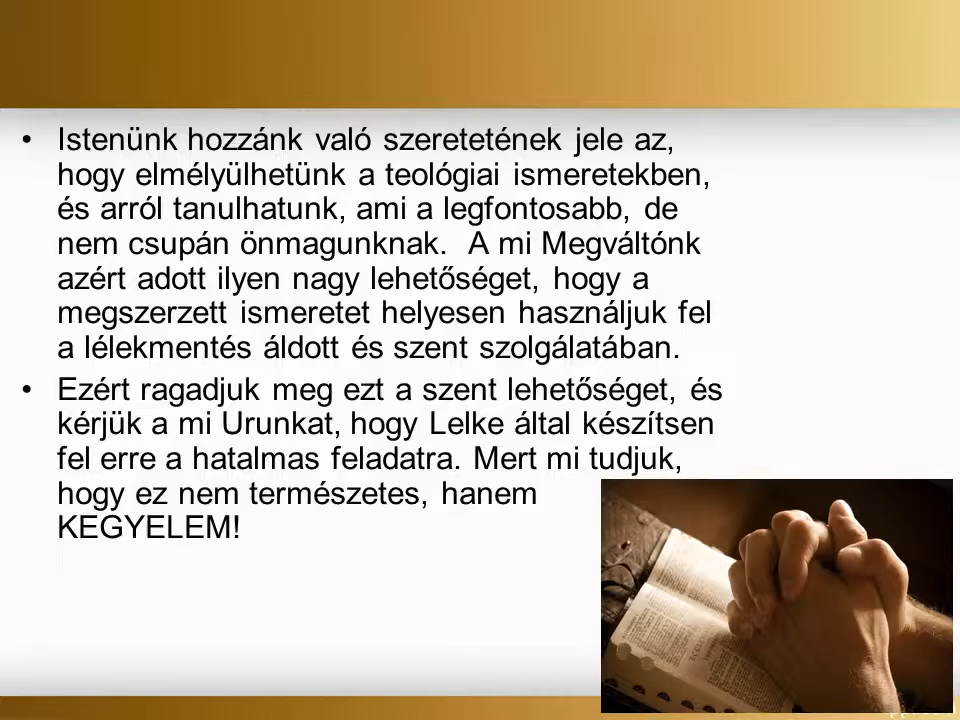 • Istenünk hozzánk való szeretetének jele az,
hogy elmélyülhetünk a teológiai ismeretekben,
és arról tanulhatunk, ami a legfontosabb, de
nem csupán önmagunknak.  A mi Megváltónk
azért adott ilyen nagy lehetőséget, hogy a
megszerzett ismeretet helyesen használjuk fel
a lélekmentés áldott és szent szolgálatában.
• Ezért ragadjuk meg ezt a szent lehetőséget, és
kérjük a mi Urunkat, hogy Lelke által készítsen
fel erre a hatalmas feladatra. Mert mi tudjuk,
hogy ez nem természetes, hanem
KEGYELEM!